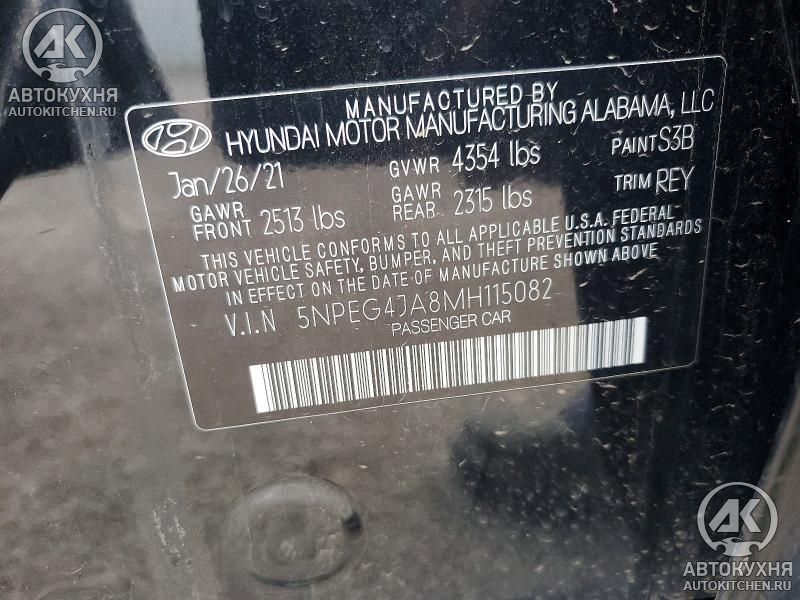 AK
АВТОКУХНЯ
AUTOKITCHEN.RU
MANUFACTURED BY
HYUNDAI MOTOR MANUFACTURING ALABAMA, LLC
Jan/26/21 GVWR 4354 lbs PAINT S3B
GAWR FRONT 2513 lbs GAWR REAR 2315 lbs TRIM REY
THIS VEHICLE CONFORMS TO ALL APPLICABLE U.S.A. FEDERAL
MOTOR VEHICLE SAFETY, BUMPER, AND THEFT PREVENTION STANDARDS
IN EFFECT ON THE DATE OF MANUFACTURE SHOWN ABOVE
V.I.N 5NPEG4JA8MH115082
PASSENGER CAR
AK
АВТОКУХНЯ
AUTOKITCHEN.RU